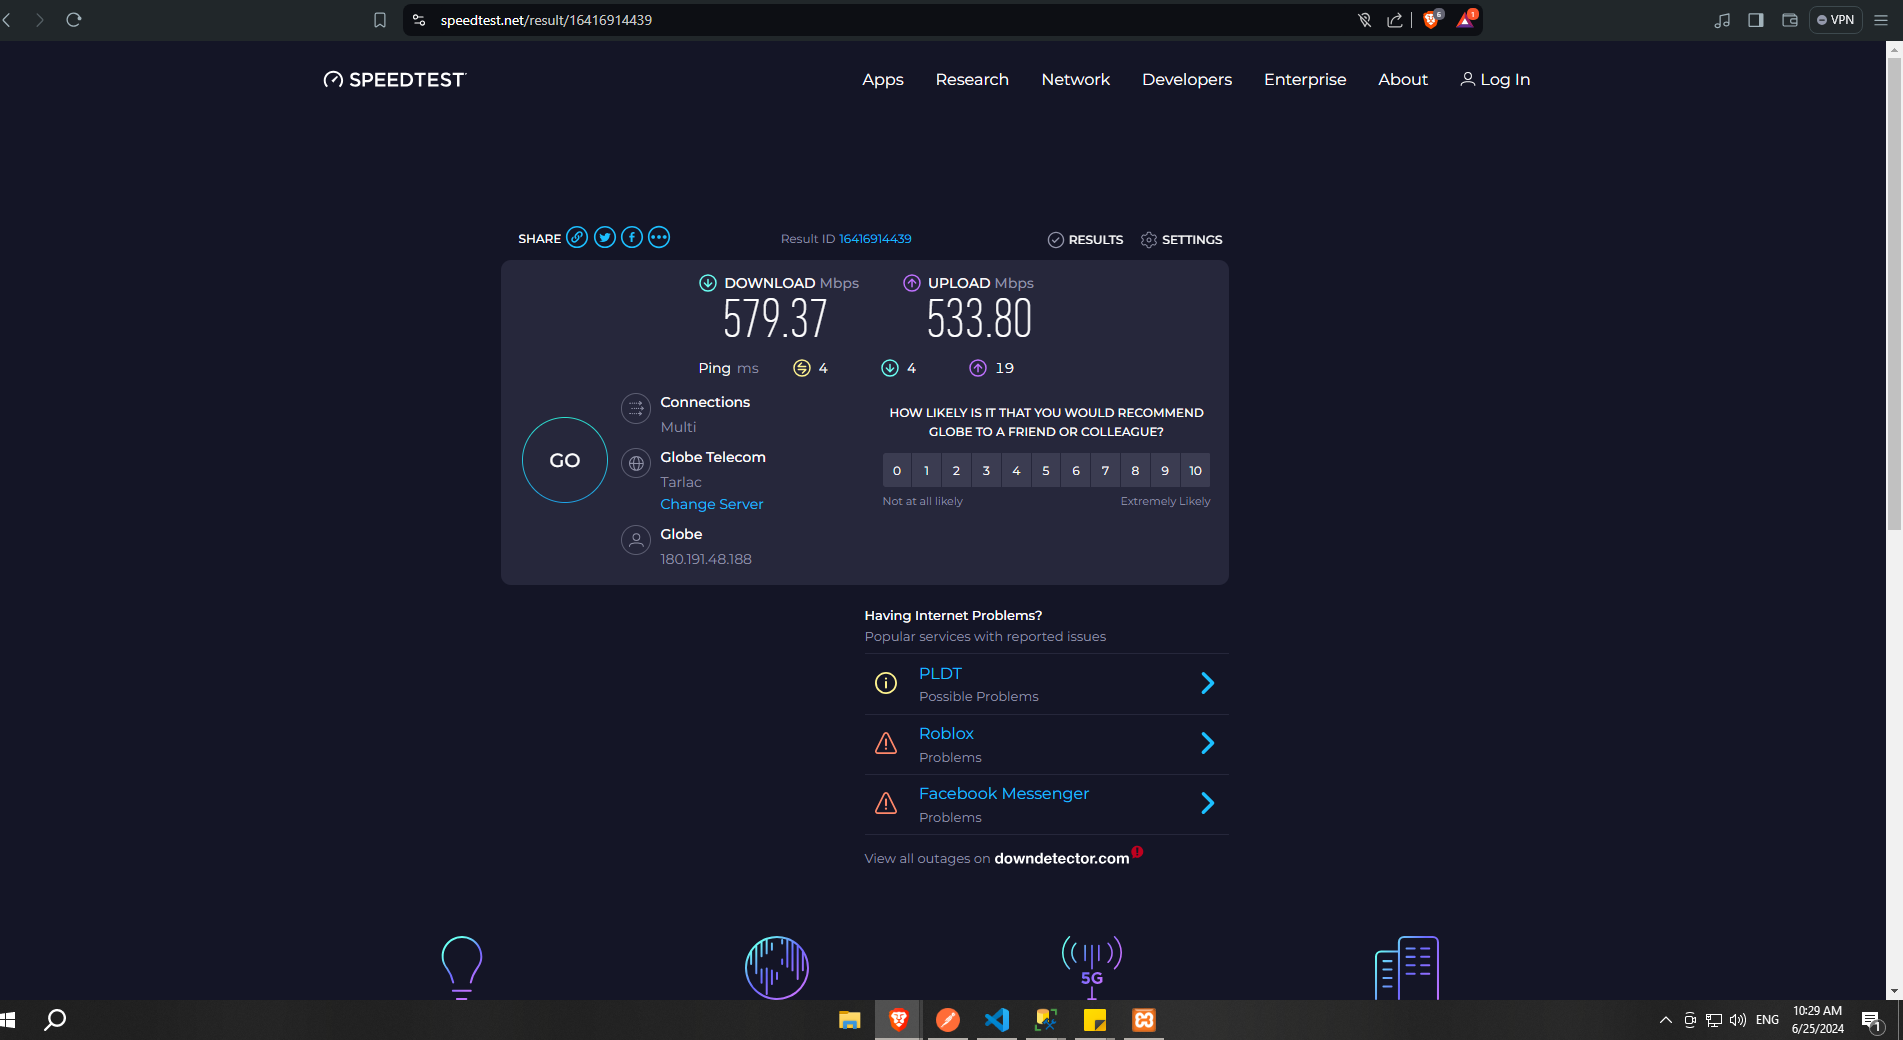 speedtest.net/result/16416914439
6
1
VPN
SPEEDTEST
Apps
Research
Network
Developers
Enterprise
About
Log In
SHARE
Result ID 16416914439
RESULTS
SETTINGS
DOWNLOAD Mbps
579.37
UPLOAD Mbps
533.80
Ping ms
4
4
19
GO
Connections
Multi
Globe Telecom
Tarlac
Change Server
Globe
180.191.48.188
HOW LIKELY IS IT THAT YOU WOULD RECOMMEND
GLOBE TO A FRIEND OR COLLEAGUE?
0 1 2 3 4 5 6 7 8 9 10
Not at all likely
Extremely Likely
Having Internet Problems?
Popular services with reported issues
PLDT
Possible Problems
Roblox
Problems
Facebook Messenger
Problems
View all outages on downdetector.com
5G
ENG
10:29 AM
6/25/2024
1